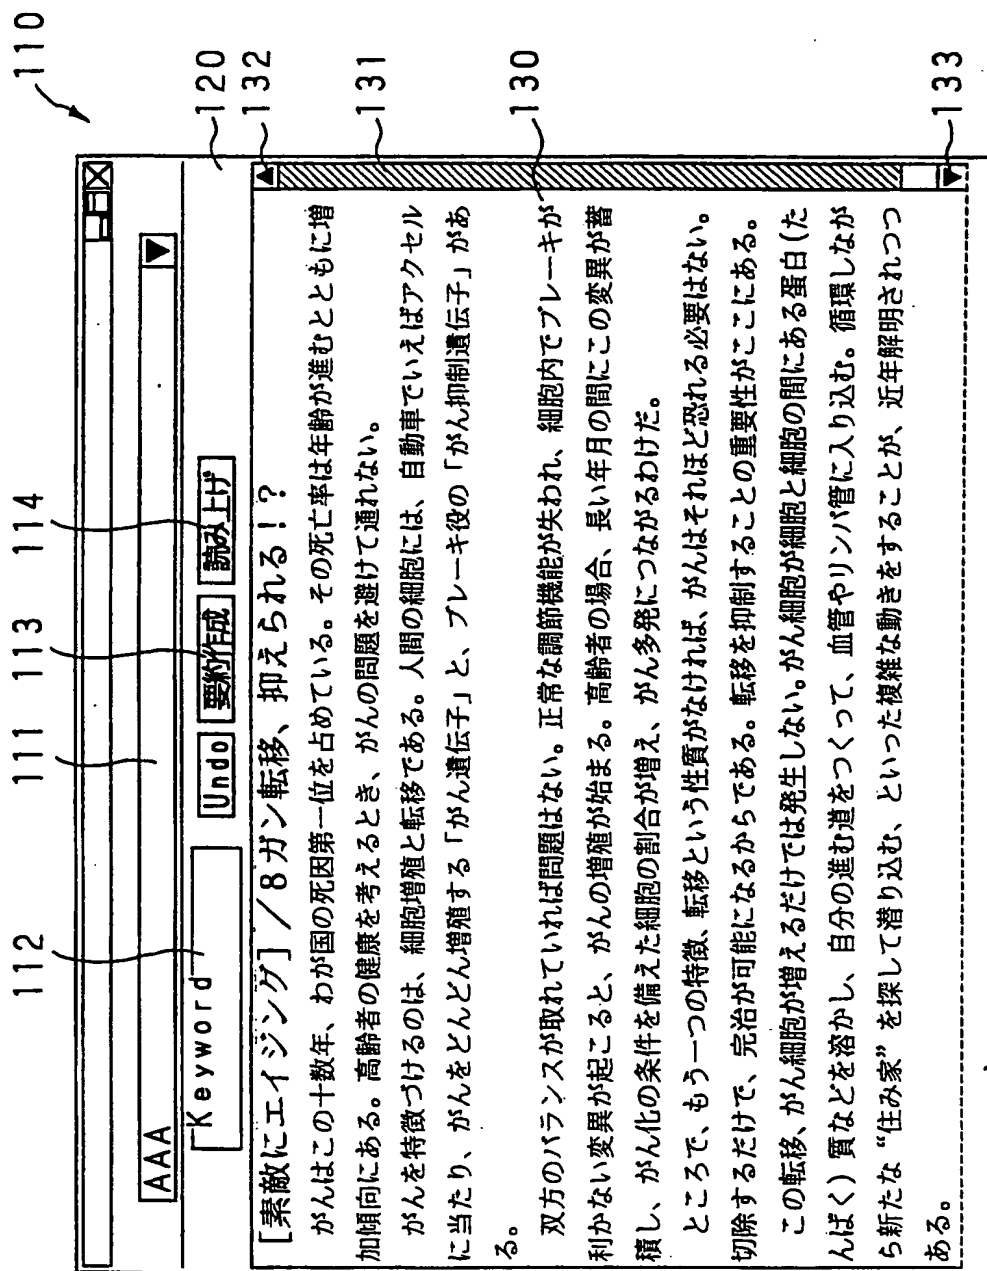 110
112
111
113
114
AAA
Keyword
Undo
要約作成
読み上げ
120
132
131
130
133
[素敵にエイジング]/8ガン転移、抑えられる!?
がんはこの十数年、わが国の死因第一位を占めている。その死亡率は年齢が進むとともに増
加傾向にある。高齢者の健康を考えるとき、がんの問題を避けて通れない。
がんを特徴づけるのは、細胞増殖と転移である。人間の細胞には、自動車でいえばアクセル
に当たり、がんをどんどん増殖する「がん遺伝子」と、ブレーキ役の「がん抑制遺伝子」があ
る。
双方のバランスが取れていれば問題はない。正常な調節機能が失われ、細胞内でブレーキが
利かない変異が起こると、がんの増殖が始まる。高齢者の場合、長い年月の間にこの変異が蓄
積し、がん化の条件を備えた細胞の割合が増え、がん多発につながるわけだ。
ところで、もう一つの特徴、転移という性質がなければ、がんはそれほど恐れる必要はない。
切除するだけで、完治が可能になるからである。転移を抑制することの重要性がここにある。
この転移、がん細胞が増えるだけでは発生しない。がん細胞が細胞と細胞の間にある蛋白(た
んぱく)質などを溶かし、自分の進む道をつくって、血管やリンパ管に入り込む。循環しなが
ら新たな“住み家”を探して潜り込む、といった複雑な動きをすることが、近年解明されつつ
ある。